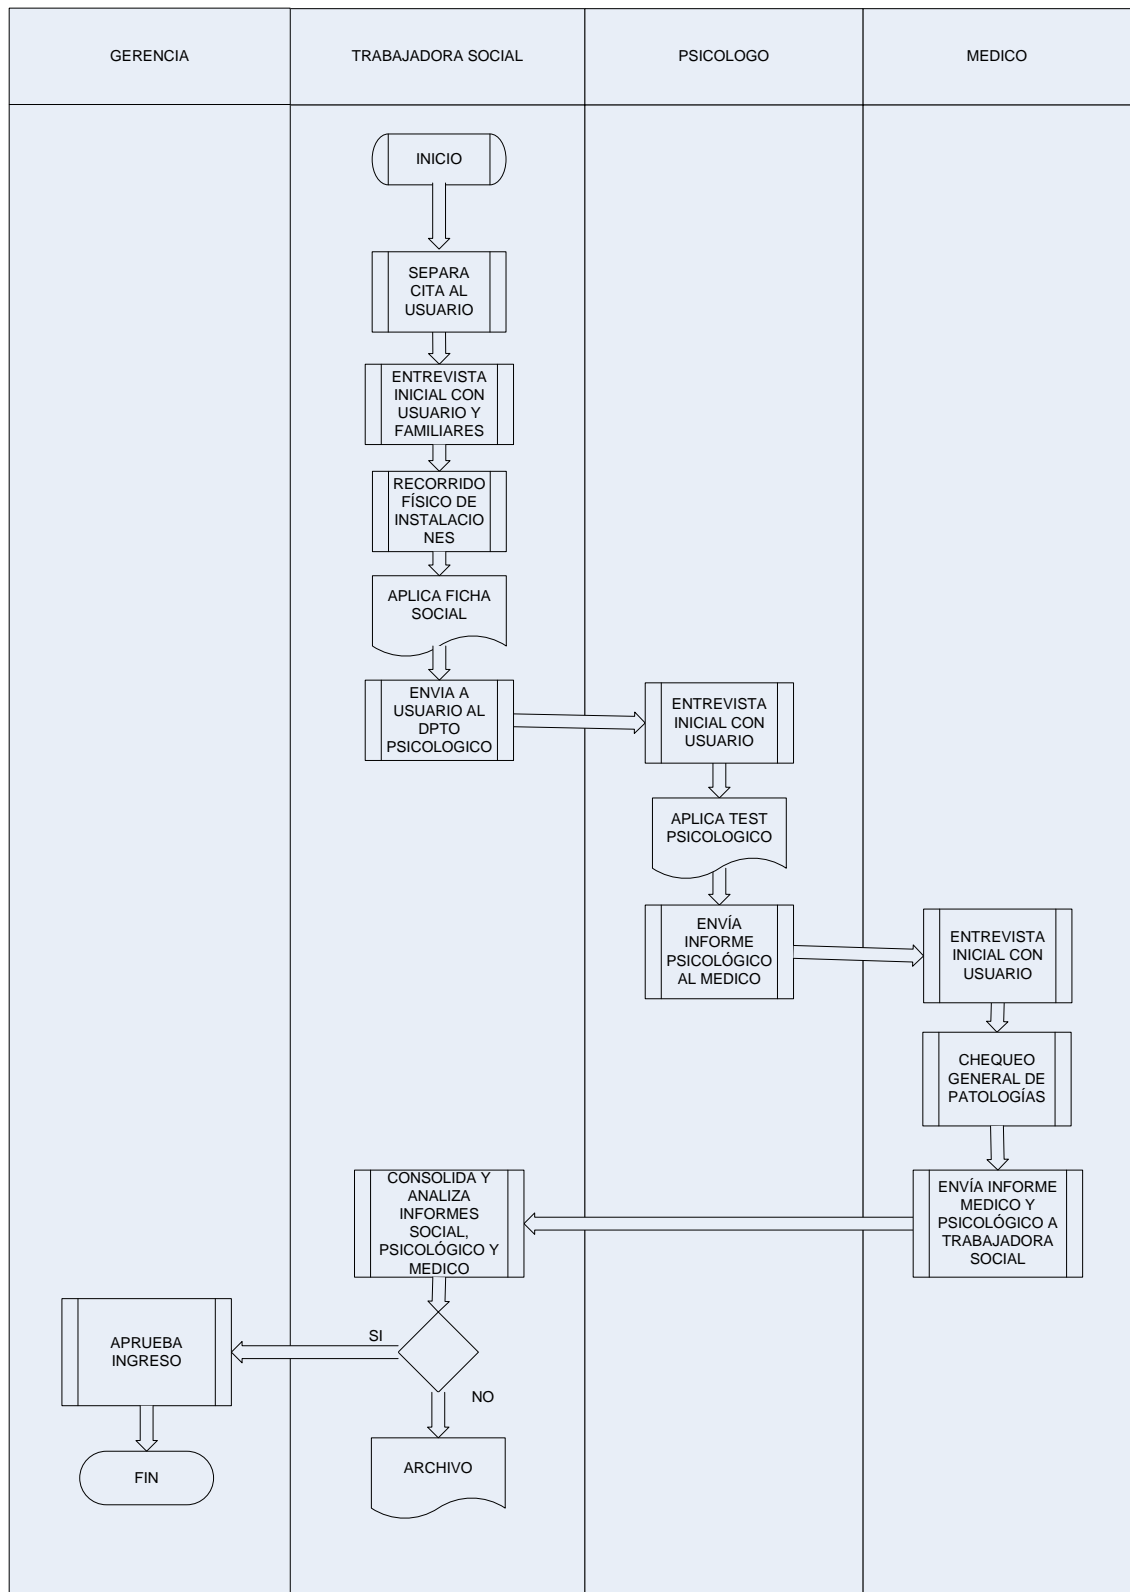 GERENCIA
TRABAJADORA SOCIAL
PSICOLOGO
MEDICO
INICIO
SEPARA
CITA AL
USUARIO
ENTREVISTA
INICIAL CON
USUARIO Y
FAMILIARES
RECORRIDO
FÍSICO DE
INSTALACIO
NES
APLICA FICHA
SOCIAL
ENVIA A
USUARIO AL
DPTO
PSICOLOGICO
ENTREVISTA
INICIAL CON
USUARIO
APLICA TEST
PSICOLOGICO
ENVÍA
INFORME
PSICOLÓGICO
AL MEDICO
ENTREVISTA
INICIAL CON
USUARIO
CHEQUEO
GENERAL DE
PATOLOGÍAS
ENVÍA INFORME
MEDICO Y
PSICOLÓGICO A
TRABAJADORA
SOCIAL
CONSOLIDA Y
ANALIZA
INFORMES
SOCIAL,
PSICOLÓGICO Y
MEDICO
SI
APRUEBA
INGRESO
NO
FIN
ARCHIVO